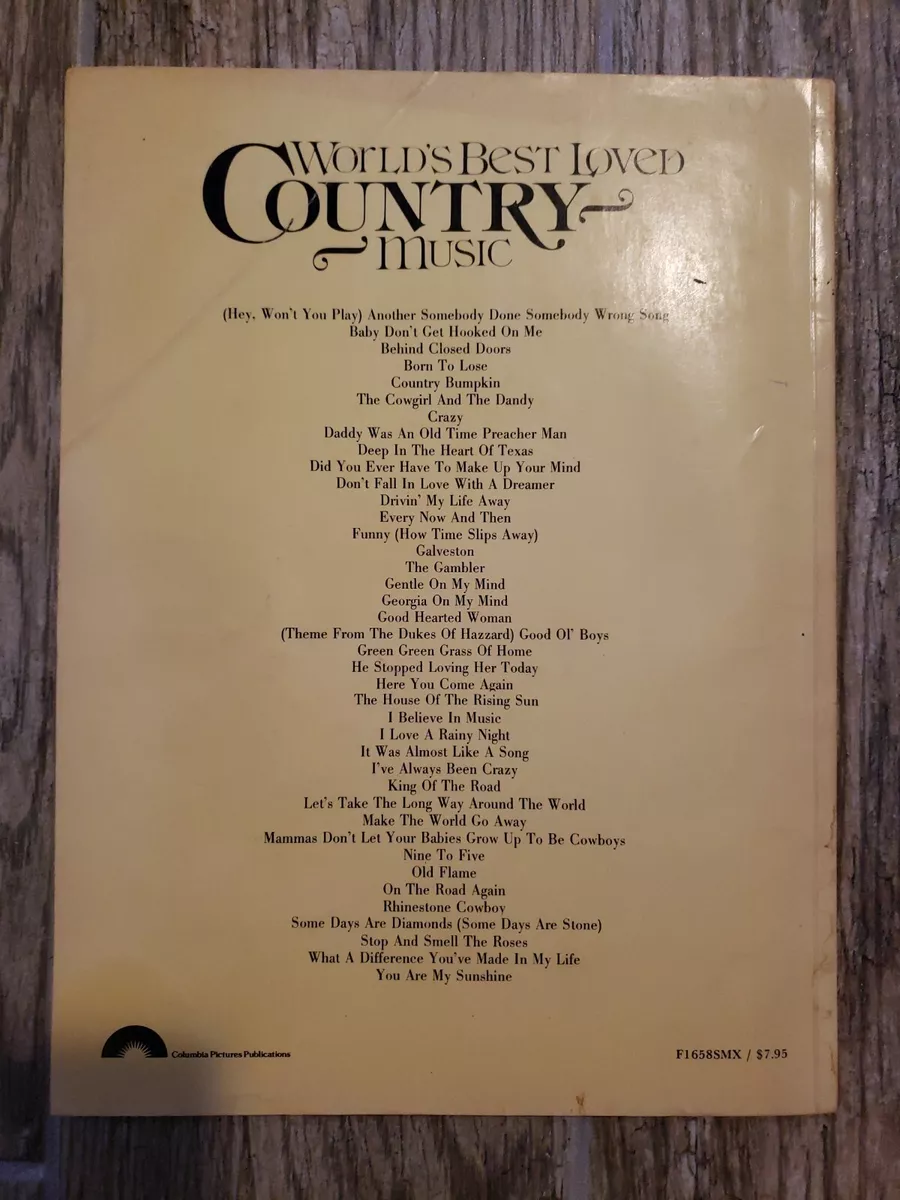 World's Best Loved
Country
Music
(Hey, Won't You Play) Another Somebody Done Somebody Wrong Song
Baby Don't Get Hooked On Me
Behind Closed Doors
Born To Lose
Country Bumpkin
The Cowgirl And The Dandy
Crazy
Daddy Was An Old Time Preacher Man
Deep In The Heart Of Texas
Did You Ever Have To Make Up Your Mind
Don't Fall In Love With A Dreamer
Drivin' My Life Away
Every Now And Then
Funny (How Time Slips Away)
Galveston
The Gambler
Gentle On My Mind
Georgia On My Mind
Good Hearted Woman
(Theme From The Dukes Of Hazzard) Good Ol' Boys
Green Green Grass Of Home
He Stopped Loving Her Today
Here You Come Again
The House Of The Rising Sun
I Believe In Music
I Love A Rainy Night
It Was Almost Like A Song
I've Always Been Crazy
King Of The Road
Let's Take The Long Way Around The World
Make The World Go Away
Mammas Don't Let Your Babies Grow Up To Be Cowboys
Nine To Five
Old Flame
On The Road Again
Rhinestone Cowboy
Some Days Are Diamonds (Some Days Are Stone)
Stop And Smell The Roses
What A Difference You've Made In My Life
You Are My Sunshine
Columbia Pictures Publications
F1658SMX / $7.95